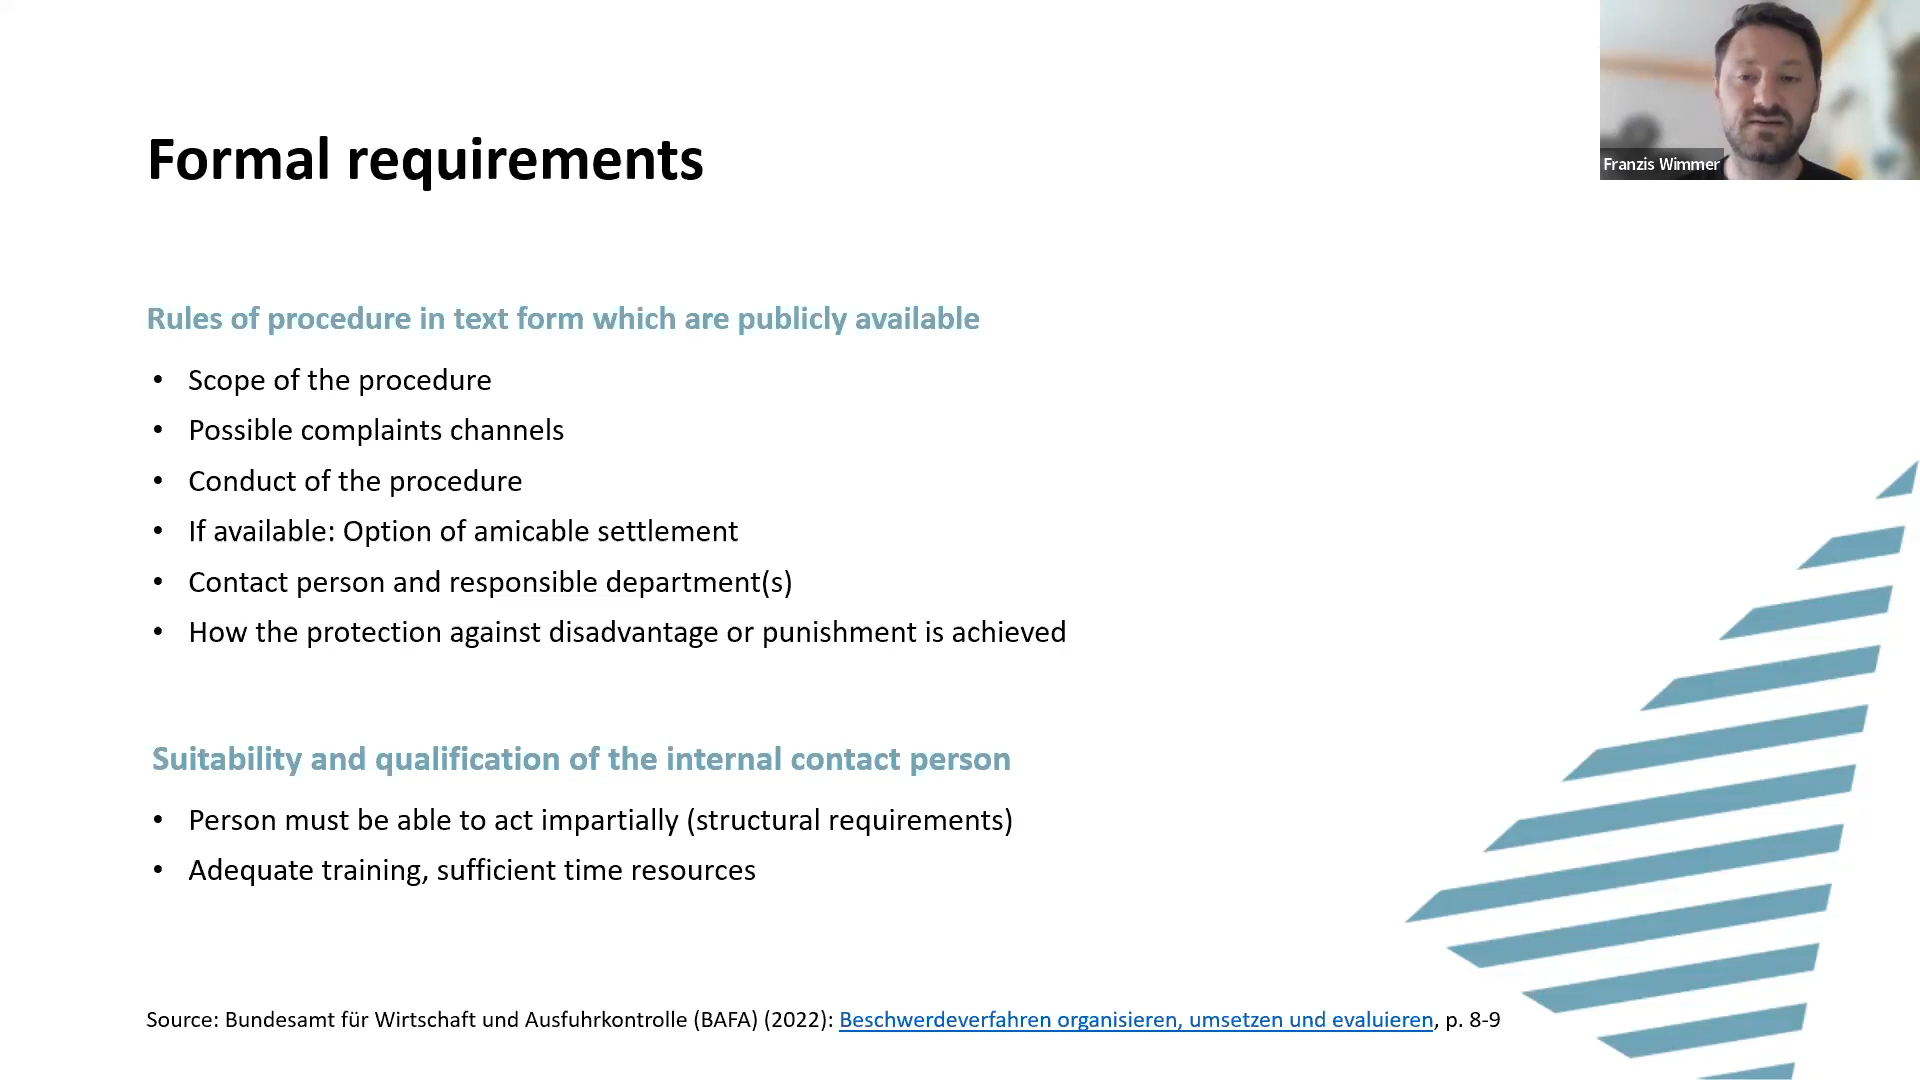 Franzis Wimmer
Formal requirements
Rules of procedure in text form which are publicly available
• Scope of the procedure
• Possible complaints channels
• Conduct of the procedure
• If available: Option of amicable settlement
• Contact person and responsible department(s)
• How the protection against disadvantage or punishment is achieved
Suitability and qualification of the internal contact person
• Person must be able to act impartially (structural requirements)
• Adequate training, sufficient time resources
Source: Bundesamt für Wirtschaft und Ausfuhrkontrolle (BAFA) (2022): Beschwerdeverfahren organisieren, umsetzen und evaluieren, p. 8-9